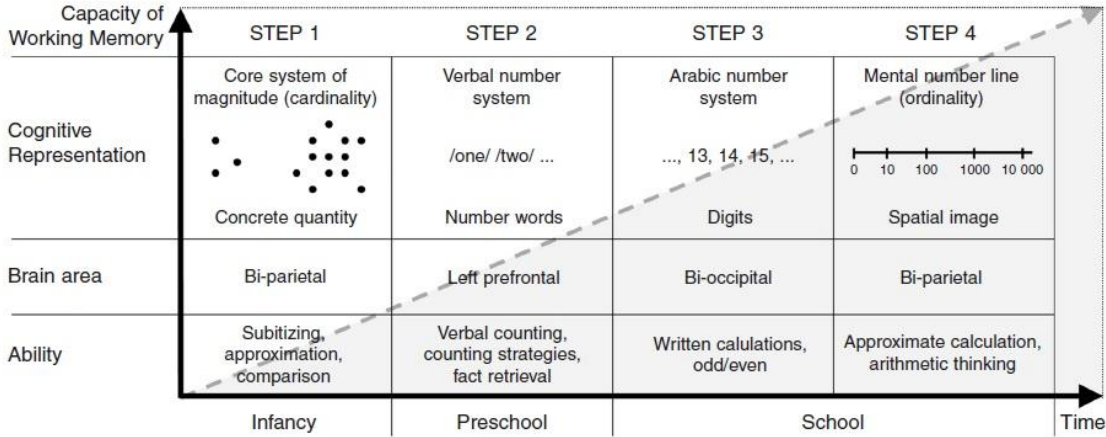 Capacity of
Working Memory
STEP 1
STEP 2
STEP 3
STEP 4
Cognitive
Representation
Core system of
magnitude (cardinality)
Concrete quantity
Verbal number
system
/one/ /two/ ...
Number words
Arabic number
system
..., 13, 14, 15, ...
Digits
Mental number line
(ordinality)
0 10 100 1000 10 000
Spatial image
Brain area
Bi-parietal
Left prefrontal
Bi-occipital
Bi-parietal
Ability
Subitizing,
approximation,
comparison
Verbal counting,
counting strategies,
fact retrieval
Written calulations,
odd/even
Approximate calculation,
arithmetic thinking
Infancy
Preschool
School
Time